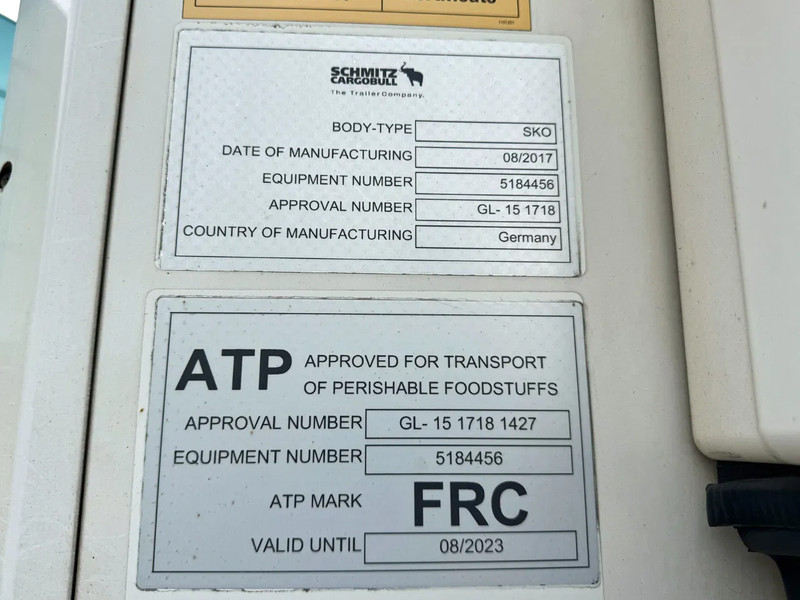 SCHMITZ
CARGOBULL
The Trailer Company.
BODY-TYPE SKO
DATE OF MANUFACTURING 08/2017
EQUIPMENT NUMBER 5184456
APPROVAL NUMBER GL- 15 1718
COUNTRY OF MANUFACTURING Germany
ATP APPROVED FOR TRANSPORT
OF PERISHABLE FOODSTUFFS
APPROVAL NUMBER GL- 15 1718 1427
EQUIPMENT NUMBER 5184456
ATP MARK FRC
VALID UNTIL 08/2023